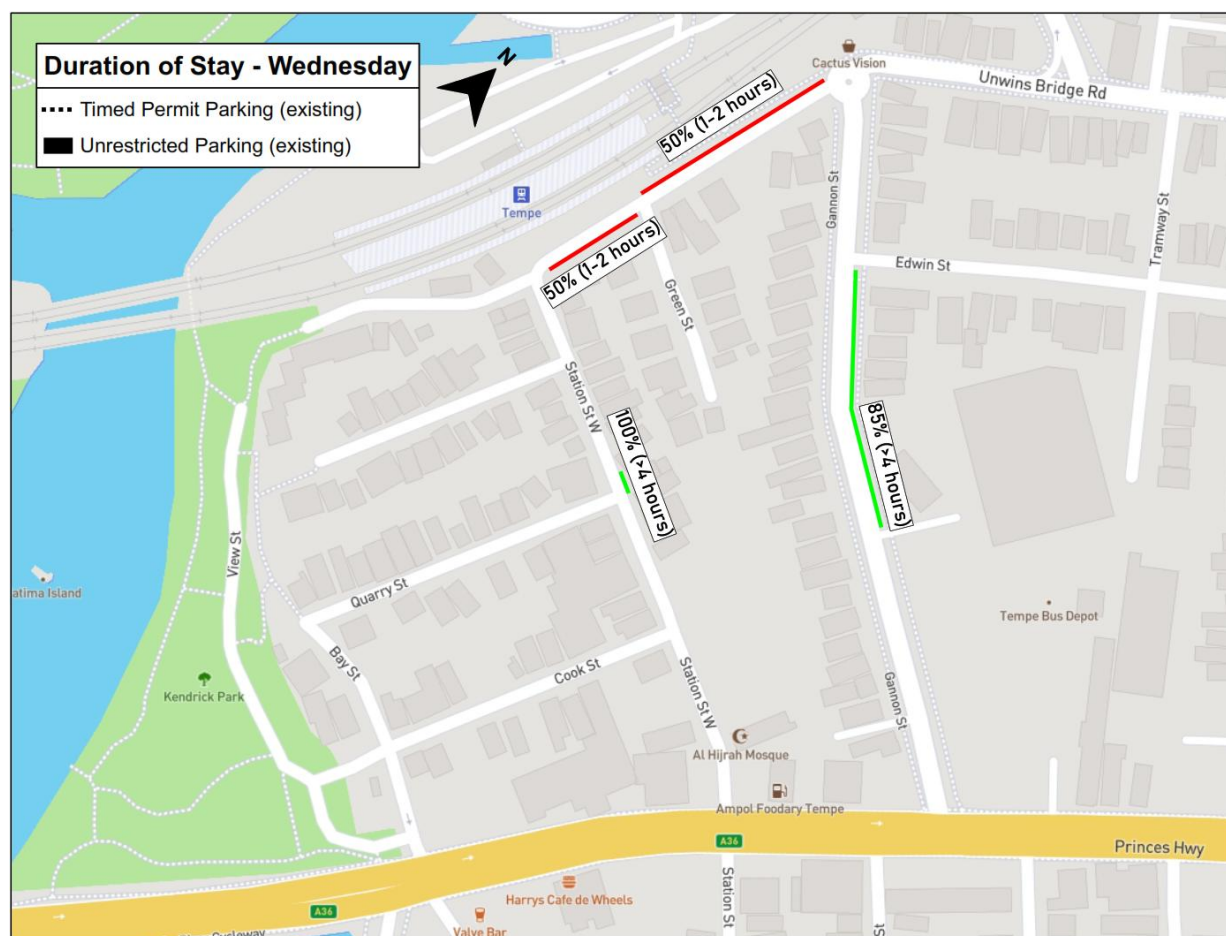 Duration of Stay - Wednesday
Timed Permit Parking (existing)
Unrestricted Parking (existing)
N
Cactus Vision
Unwins Bridge Rd
50% (1-2 hours)
Tempe
50% (1-2 hours)
Gannon St
Tramway St
Edwin St
Green St
Station St W
100% (>4 hours)
85% (>4 hours)
View St
Quarry St
atima Island
Tempe Bus Depot
Bay St
Cook St
Kendrick Park
Station St W
Gannon St
Al Hijrah Mosque
Ampol Foodary Tempe
A36
Princes Hwy
Harrys Cafe de Wheels
A36
Station St
St
Valve Bar